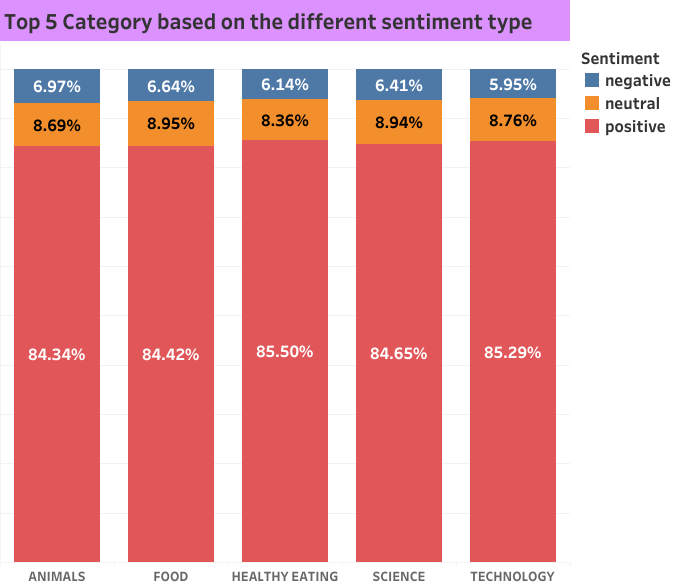 Top 5 Category based on the different sentiment type
Sentiment
negative
neutral
positive
6.97% 6.64% 6.14% 6.41% 5.95%
8.69% 8.95% 8.36% 8.94% 8.76%
84.34% 84.42% 85.50% 84.65% 85.29%
ANIMALS FOOD HEALTHY EATING SCIENCE TECHNOLOGY